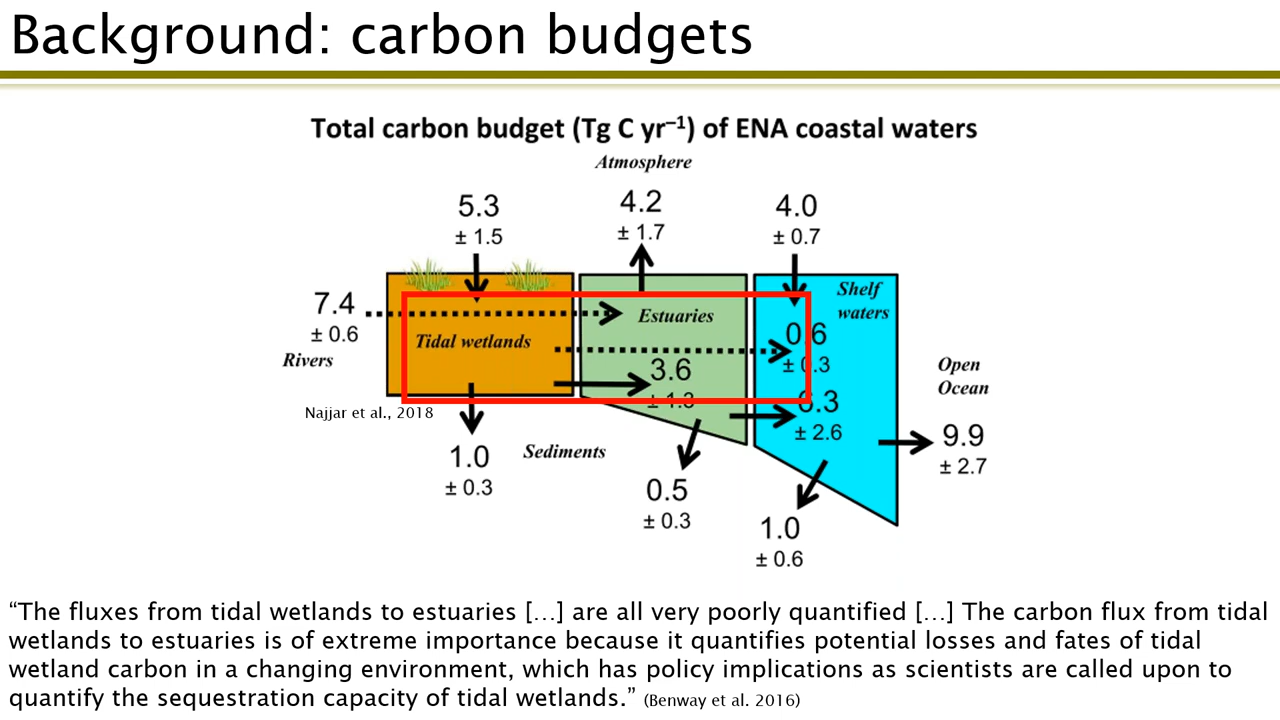 Background: carbon budgets
Total carbon budget (Tg C yr⁻¹) of ENA coastal waters
Atmosphere
5.3
± 1.5
4.2
± 1.7
4.0
± 0.7
7.4
± 0.6
Rivers
Tidal wetlands
Estuaries
Shelf
waters
0.6
± 0.3
3.6
± 1.3
6.3
± 2.6
Open
Ocean
9.9
± 2.7
Najjar et al., 2018
1.0
± 0.3
Sediments
0.5
± 0.3
1.0
± 0.6
“The fluxes from tidal wetlands to estuaries […] are all very poorly quantified […] The carbon flux from tidal
wetlands to estuaries is of extreme importance because it quantifies potential losses and fates of tidal
wetland carbon in a changing environment, which has policy implications as scientists are called upon to
quantify the sequestration capacity of tidal wetlands.” (Benway et al. 2016)